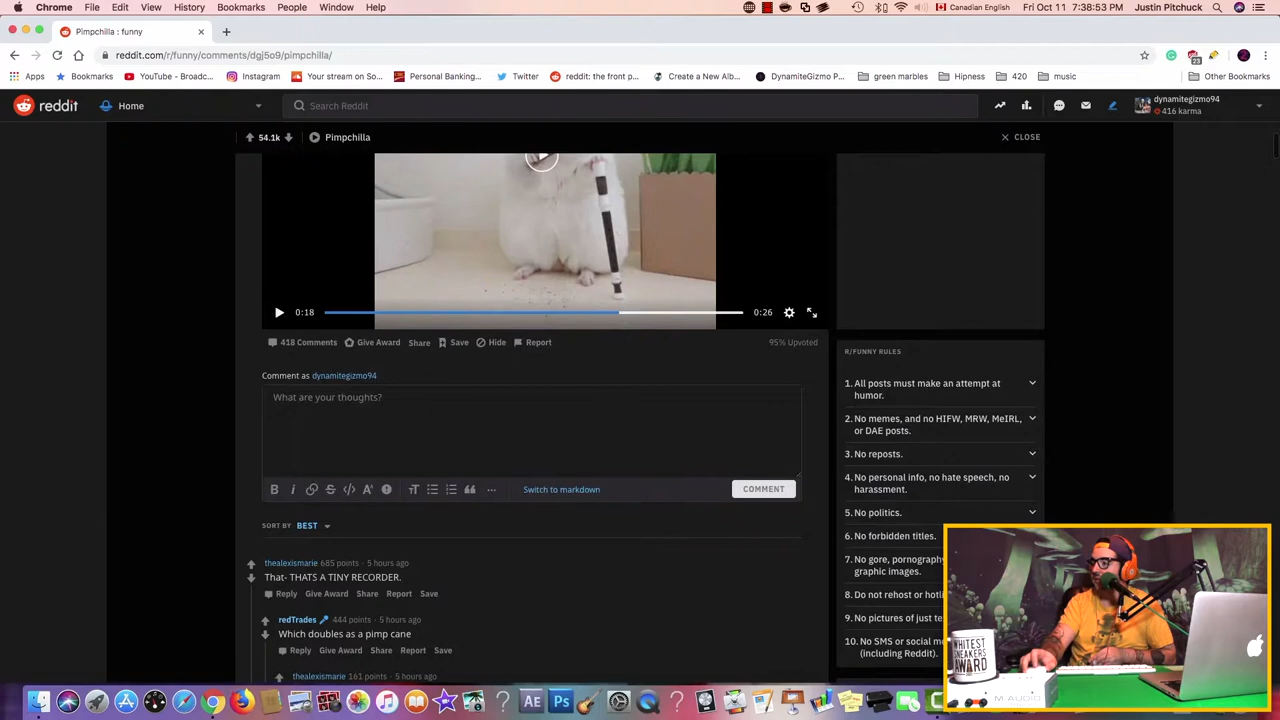 Chrome File Edit View History Bookmarks People Window Help Canadian English Fri Oct 11 7:38:53 PM Justin Pitchuck
Pimpchilla : funny
reddit.com/r/funny/comments/dgj5o9/pimpchilla/
23
Apps Bookmarks YouTube - Broadc... Instagram Your stream on So... Personal Banking... Twitter reddit: the front p... Create a New Alb... DynamiteGizmo P... green marbles Hipness 420 music Other Bookmarks
reddit Home Search Reddit dynamitegizmo94
416 karma
54.1k Pimpchilla CLOSE
0:18 0:26
418 Comments Give Award Share Save Hide Report 95% Upvoted
Comment as dynamitegizmo94
What are your thoughts?
Switch to markdown COMMENT
SORT BY BEST
thealexismarie 685 points · 5 hours ago
That- THATS A TINY RECORDER.
Reply Give Award Share Report Save
redTrades 444 points · 5 hours ago
Which doubles as a pimp cane
Reply Give Award Share Report Save
thealexismarie 161 points · 5 hours ago
R/FUNNY RULES
1. All posts must make an attempt at
humor.
2. No memes, and no HIFW, MRW, MeIRL,
or DAE posts.
3. No reposts.
4. No personal info, no hate speech, no
harassment.
5. No politics.
6. No forbidden titles.
7. No gore, pornography
graphic images.
8. Do not rehost or hotli
9. No pictures of just te
10. No SMS or social m
(including Reddit).
WHITEST
SNEAKERS
AWARD
M-AUDIO
AE Ps